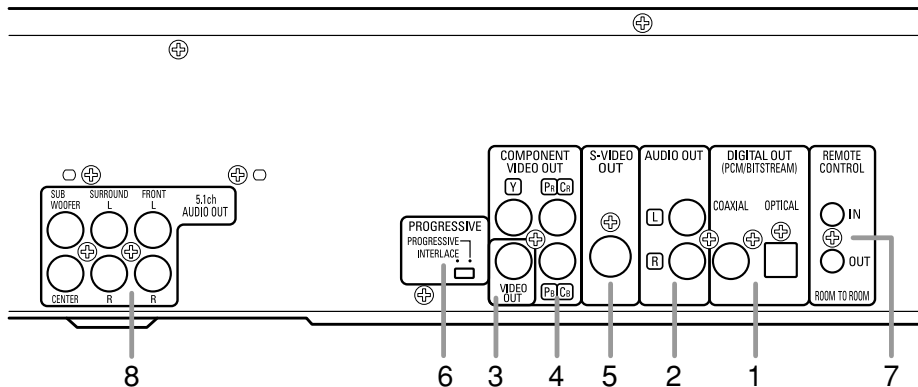 COMPONENT
VIDEO OUT
Y
PR CR
VIDEO
OUT
PB CB
S-VIDEO
OUT
AUDIO OUT
L
R
DIGITAL OUT
(PCM/BITSTREAM)
COAXIAL
OPTICAL
REMOTE
CONTROL
IN
OUT
ROOM TO ROOM
SUB
WOOFER
SURROUND
L
FRONT
L
5.1ch
AUDIO OUT
CENTER
R
R
PROGRESSIVE
PROGRESSIVE
INTERLACE
8
6
3
4
5
2
1
7